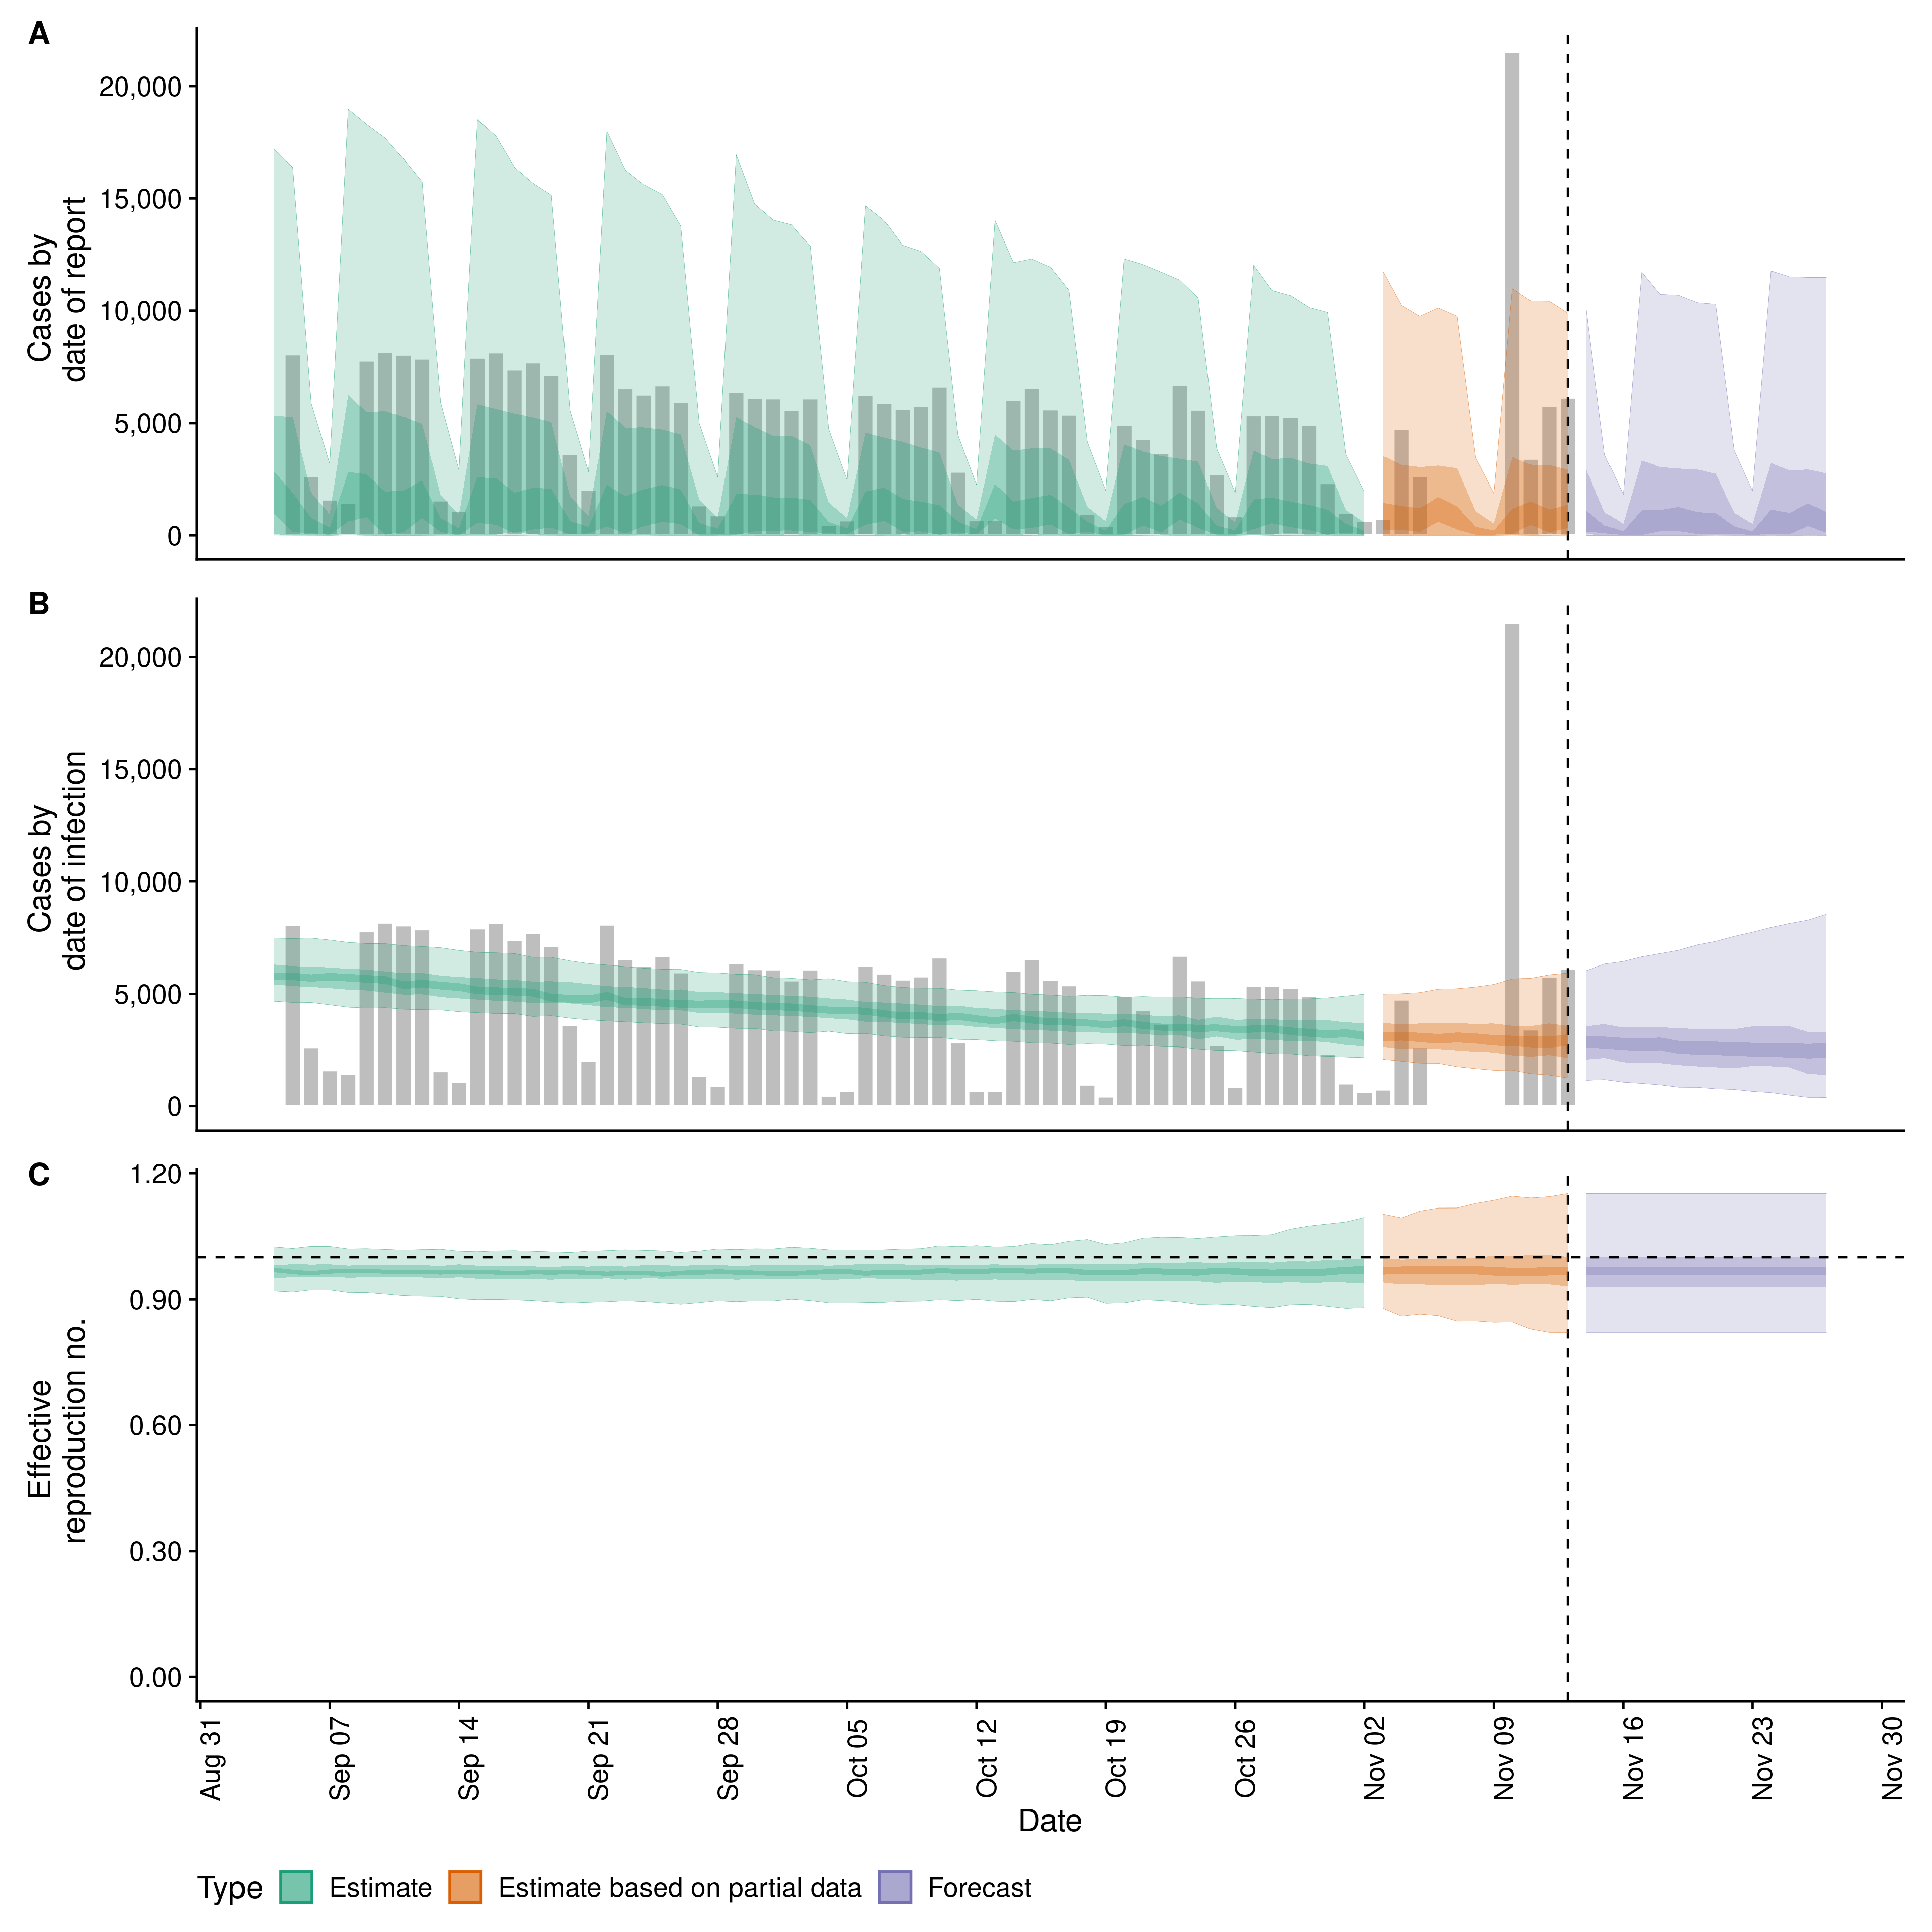 A
Cases by
date of report
20,000
15,000
10,000
5,000
0
B
Cases by
date of infection
20,000
15,000
10,000
5,000
0
C
Effective
reproduction no.
1.20
0.90
0.60
0.30
0.00
Aug 31
Sep 07
Sep 14
Sep 21
Sep 28
Oct 05
Oct 12
Oct 19
Oct 26
Nov 02
Nov 09
Nov 16
Nov 23
Nov 30
Date
Type Estimate Estimate based on partial data Forecast